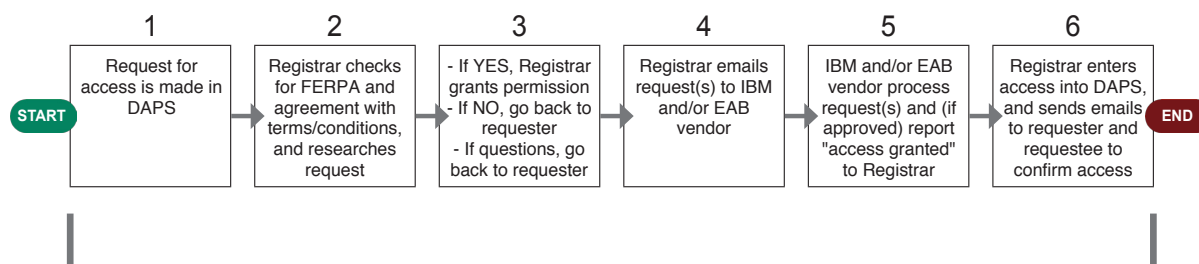 1
2
3
4
5
6
START
Request for
access is made in
DAPS
Registrar checks
for FERPA and
agreement with
terms/conditions,
and researches
request
- If YES, Registrar
grants permission
- If NO, go back to
requester
- If questions, go
back to requester
Registrar emails
request(s) to IBM
and/or EAB
vendor
IBM and/or EAB
vendor process
request(s) and (if
approved) report
"access granted"
to Registrar
Registrar enters
access into DAPS,
and sends emails
to requester and
requestee to
confirm access
END